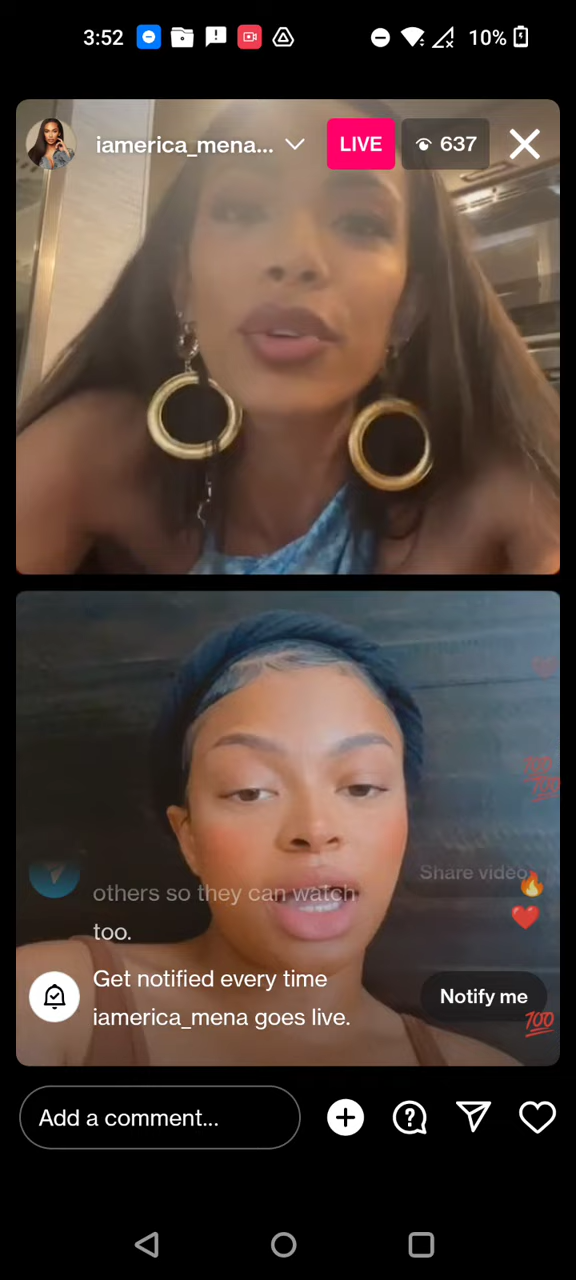 3:52
10%
iamerica_mena...
LIVE
637
Share video
others so they can watch
too.
Get notified every time
iamerica_mena goes live.
Notify me
Add a comment...